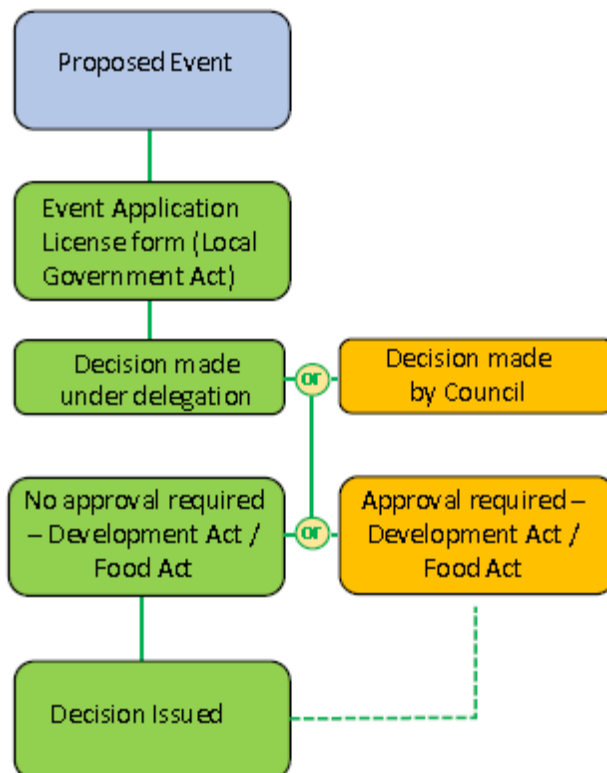 Proposed Event
Event Application
License form (Local
Government Act)
Decision made
under delegation
or
Decision made
by Council
No approval required
– Development Act /
Food Act
or
Approval required –
Development Act /
Food Act
Decision Issued